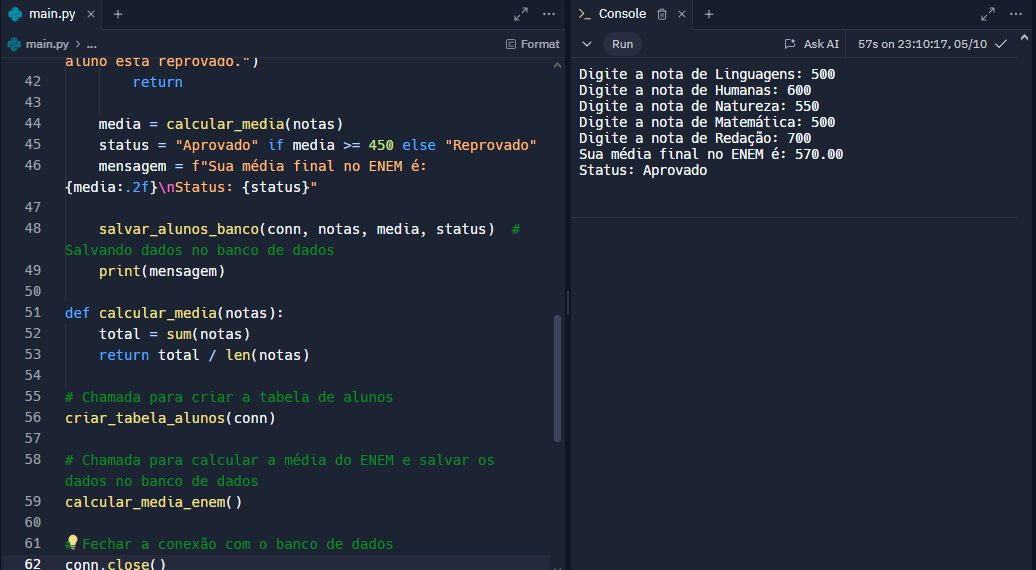 main.py
main.py > ...
Format
aluno está reprovado.")
42 return
43
44 media = calcular_media(notas)
45 status = "Aprovado" if media >= 450 else "Reprovado"
46 mensagem = f"Sua média final no ENEM é:
{media:.2f}\nStatus: {status}"
47
48 salvar_alunos_banco(conn, notas, media, status) #
Salvando dados no banco de dados
49 print(mensagem)
50
51 def calcular_media(notas):
52 total = sum(notas)
53 return total / len(notas)
54
55 # Chamada para criar a tabela de alunos
56 criar_tabela_alunos(conn)
57
58 # Chamada para calcular a média do ENEM e salvar os
dados no banco de dados
59 calcular_media_enem()
60
61 # Fechar a conexão com o banco de dados
62 conn.close()
Console
Run
Ask AI
57s on 23:10:17, 05/10
Digite a nota de Linguagens: 500
Digite a nota de Humanas: 600
Digite a nota de Natureza: 550
Digite a nota de Matemática: 500
Digite a nota de Redação: 700
Sua média final no ENEM é: 570.00
Status: Aprovado